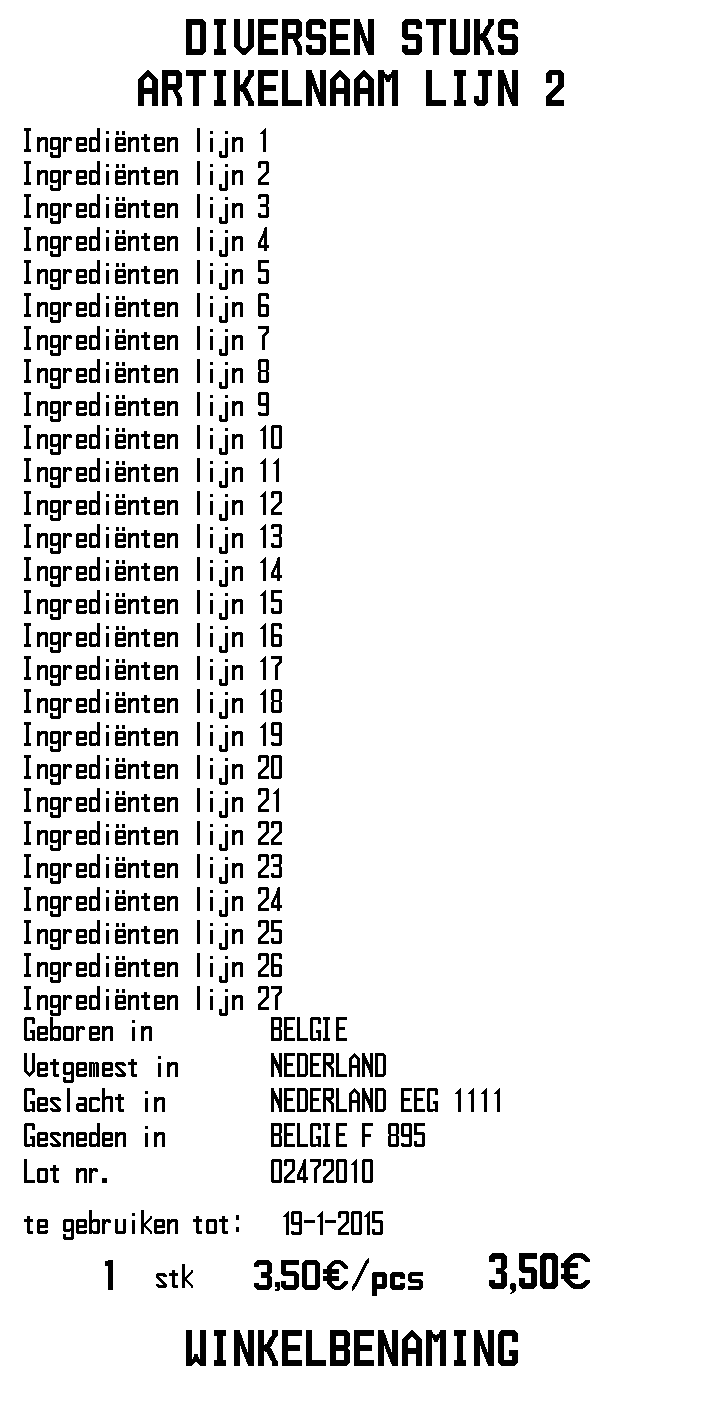 DIVERSEN STUKS
ARTIKELNAAM LIJN 2
Ingrediënten lijn 1
Ingrediënten lijn 2
Ingrediënten lijn 3
Ingrediënten lijn 4
Ingrediënten lijn 5
Ingrediënten lijn 6
Ingrediënten lijn 7
Ingrediënten lijn 8
Ingrediënten lijn 9
Ingrediënten lijn 10
Ingrediënten lijn 11
Ingrediënten lijn 12
Ingrediënten lijn 13
Ingrediënten lijn 14
Ingrediënten lijn 15
Ingrediënten lijn 16
Ingrediënten lijn 17
Ingrediënten lijn 18
Ingrediënten lijn 19
Ingrediënten lijn 20
Ingrediënten lijn 21
Ingrediënten lijn 22
Ingrediënten lijn 23
Ingrediënten lijn 24
Ingrediënten lijn 25
Ingrediënten lijn 26
Ingrediënten lijn 27
Geboren in BELGIE
Vetgemest in NEDERLAND
Geslacht in NEDERLAND EEG 1111
Gesneden in BELGIE F 895
Lot nr. 02472010
te gebruiken tot: 19-1-2015
1 stk 3,50€/pcs 3,50€
WINKELBENAMING